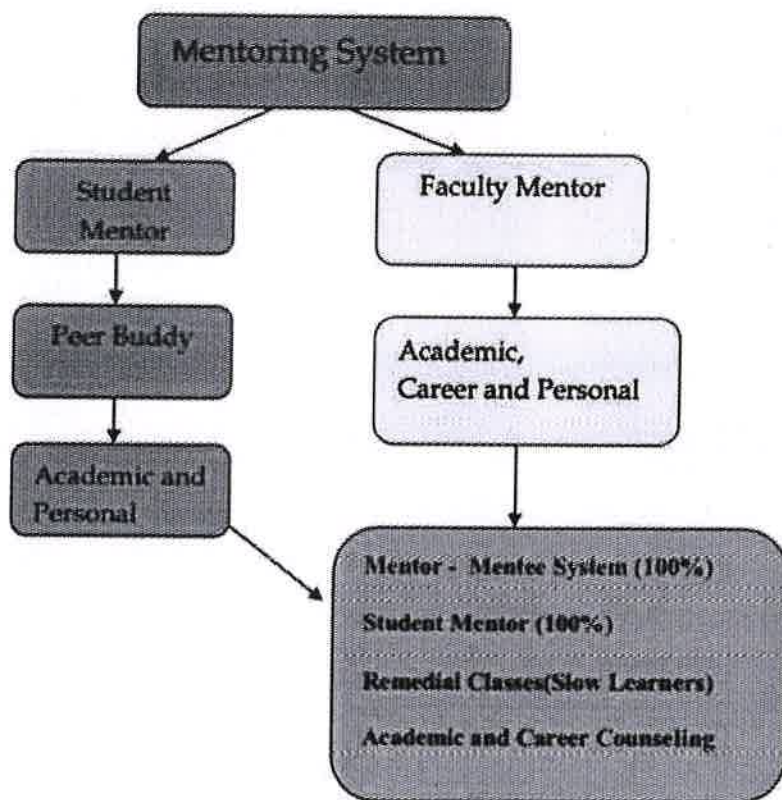 Mentoring System
Student
Mentor
Faculty Mentor
Peer Buddy
Academic,
Career and Personal
Academic and
Personal
Mentor - Mentee System (100%)
Student Mentor (100%)
Remedial Classes(Slow Learners)
Academic and Career Counseling